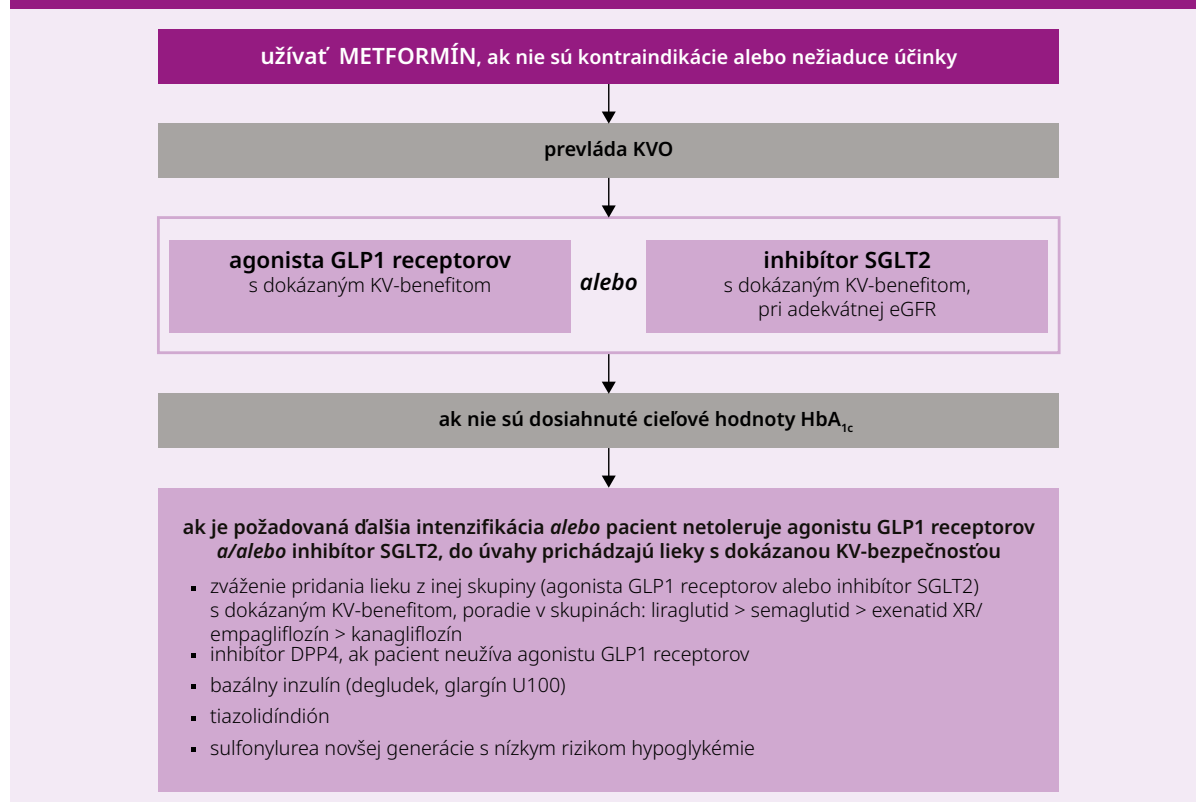 užívať METFORMÍN, ak nie sú kontraindikácie alebo nežiaduce účinky
prevláda KVO
agonista GLP1 receptorov
s dokázaným KV-benefitom
alebo
inhibítor SGLT2
s dokázaným KV-benefitom,
pri adekvátnej eGFR
ak nie sú dosiahnuté cieľové hodnoty HbA1c
ak je požadovaná ďalšia intenzifikácia alebo pacient netoleruje agonistu GLP1 receptorov
a/alebo inhibítor SGLT2, do úvahy prichádzajú lieky s dokázanou KV-bezpečnosťou
▪ zváženie pridania lieku z inej skupiny (agonista GLP1 receptorov alebo inhibítor SGLT2)
s dokázaným KV-benefitom, poradie v skupinách: liraglutid > semaglutid > exenatid XR/
empagliflozín > kanagliflozín
▪ inhibítor DPP4, ak pacient neužíva agonistu GLP1 receptorov
▪ bazálny inzulín (degludek, glargín U100)
▪ tiazolidíndión
▪ sulfonylurea novšej generácie s nízkym rizikom hypoglykémie